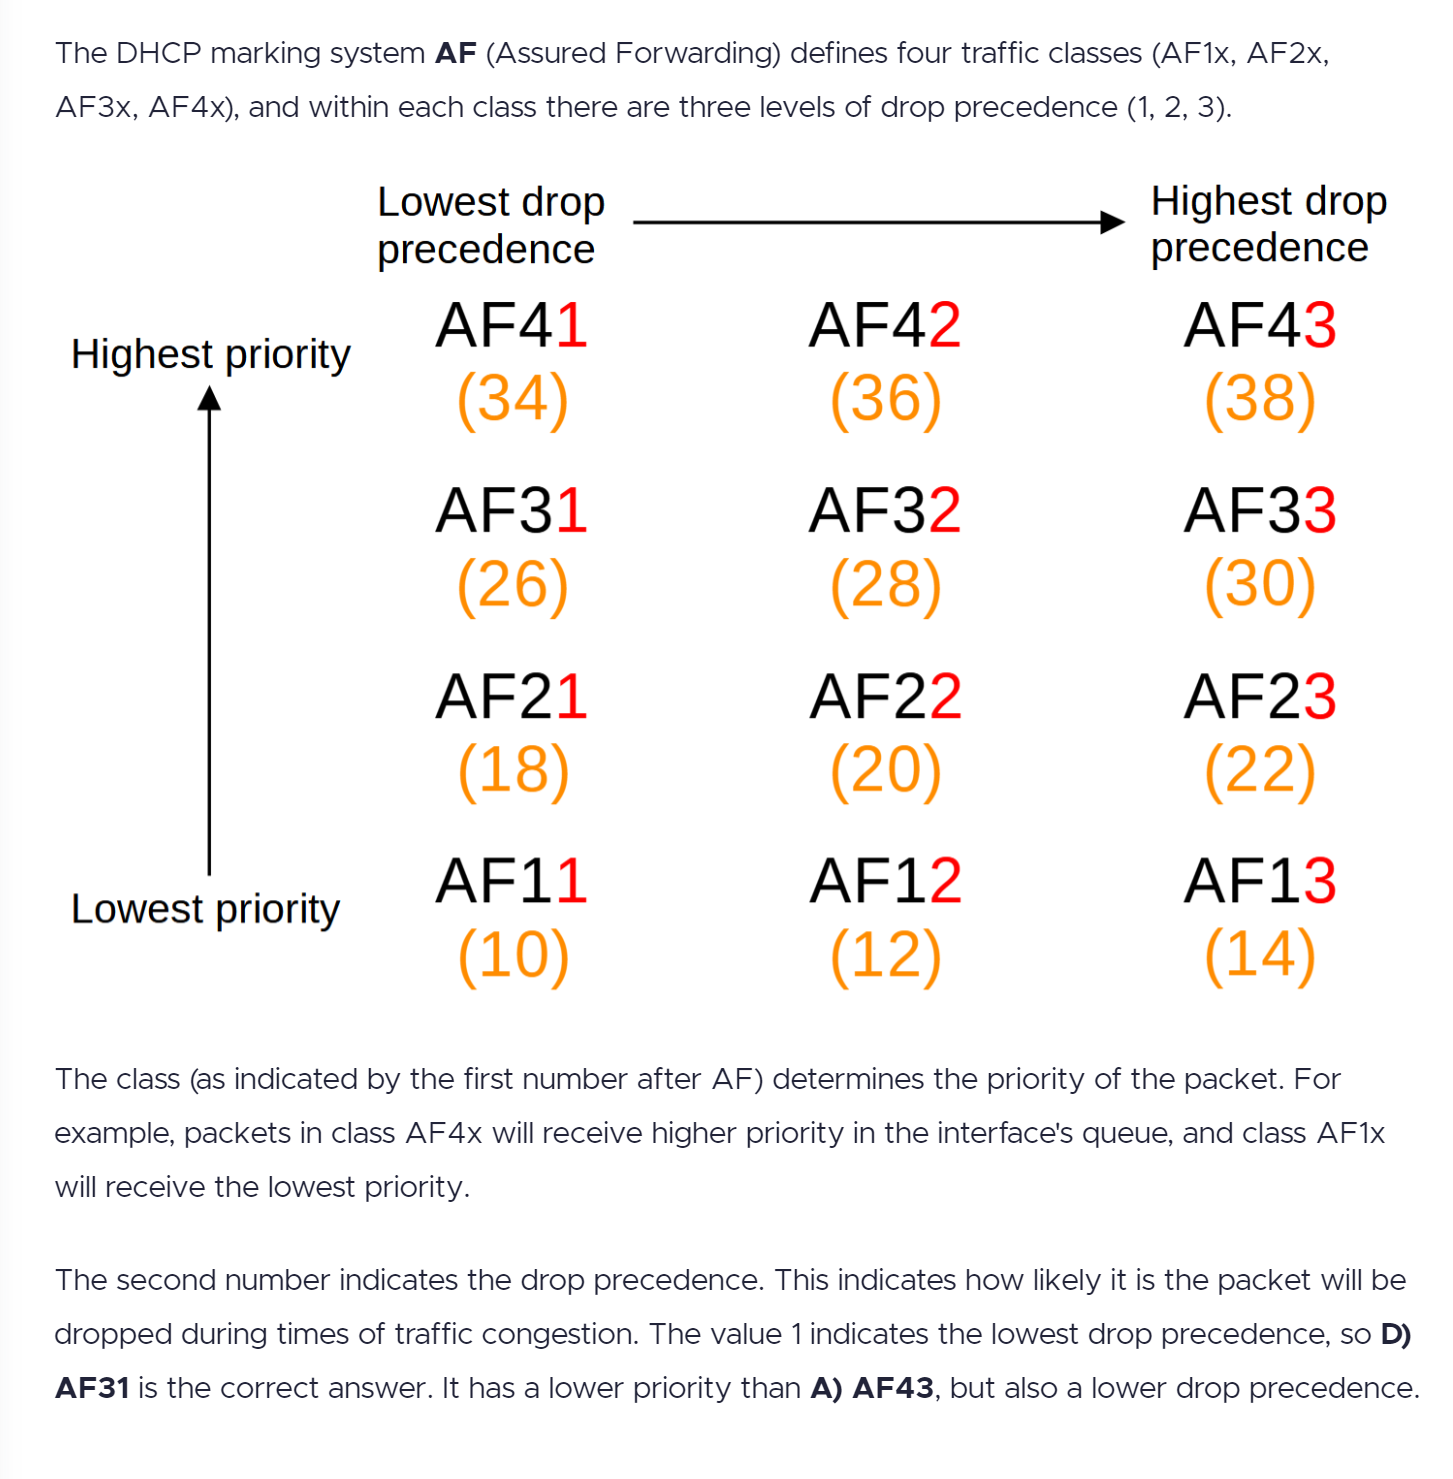 The DHCP marking system AF (Assured Forwarding) defines four traffic classes (AF1x, AF2x,
AF3x, AF4x), and within each class there are three levels of drop precedence (1, 2, 3).
Lowest drop
precedence
Highest drop
precedence
Highest priority
AF41
AF42
AF43
(34)
(36)
(38)
AF31
AF32
AF33
(26)
(28)
(30)
AF21
AF22
AF23
(18)
(20)
(22)
Lowest priority
AF11
AF12
AF13
(10)
(12)
(14)
The class (as indicated by the first number after AF) determines the priority of the packet. For
example, packets in class AF4x will receive higher priority in the interface's queue, and class AF1x
will receive the lowest priority.
The second number indicates the drop precedence. This indicates how likely it is the packet will be
dropped during times of traffic congestion. The value 1 indicates the lowest drop precedence, so D)
AF31 is the correct answer. It has a lower priority than A) AF43, but also a lower drop precedence.